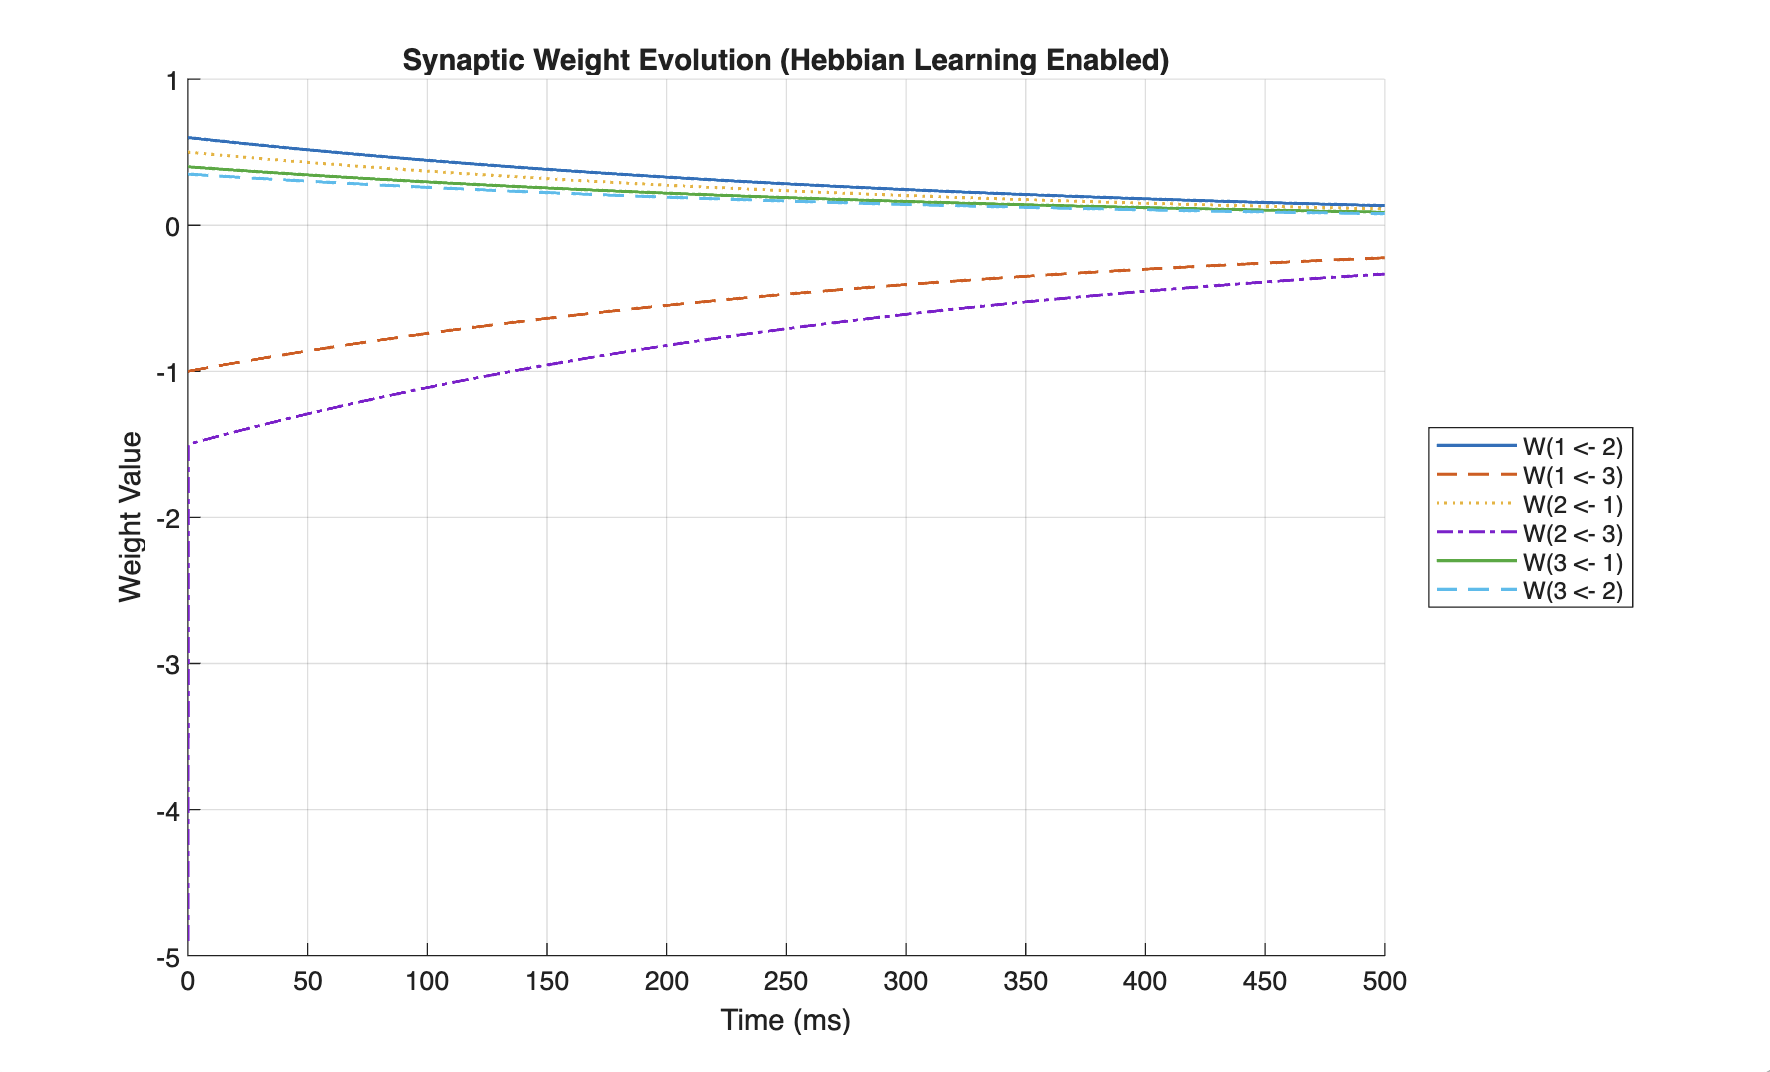 Synaptic Weight Evolution (Hebbian Learning Enabled)
1
0
-1
-2
-3
-4
-5
Weight Value
0 50 100 150 200 250 300 350 400 450 500
Time (ms)
W(1 <- 2)
W(1 <- 3)
W(2 <- 1)
W(2 <- 3)
W(3 <- 1)
W(3 <- 2)